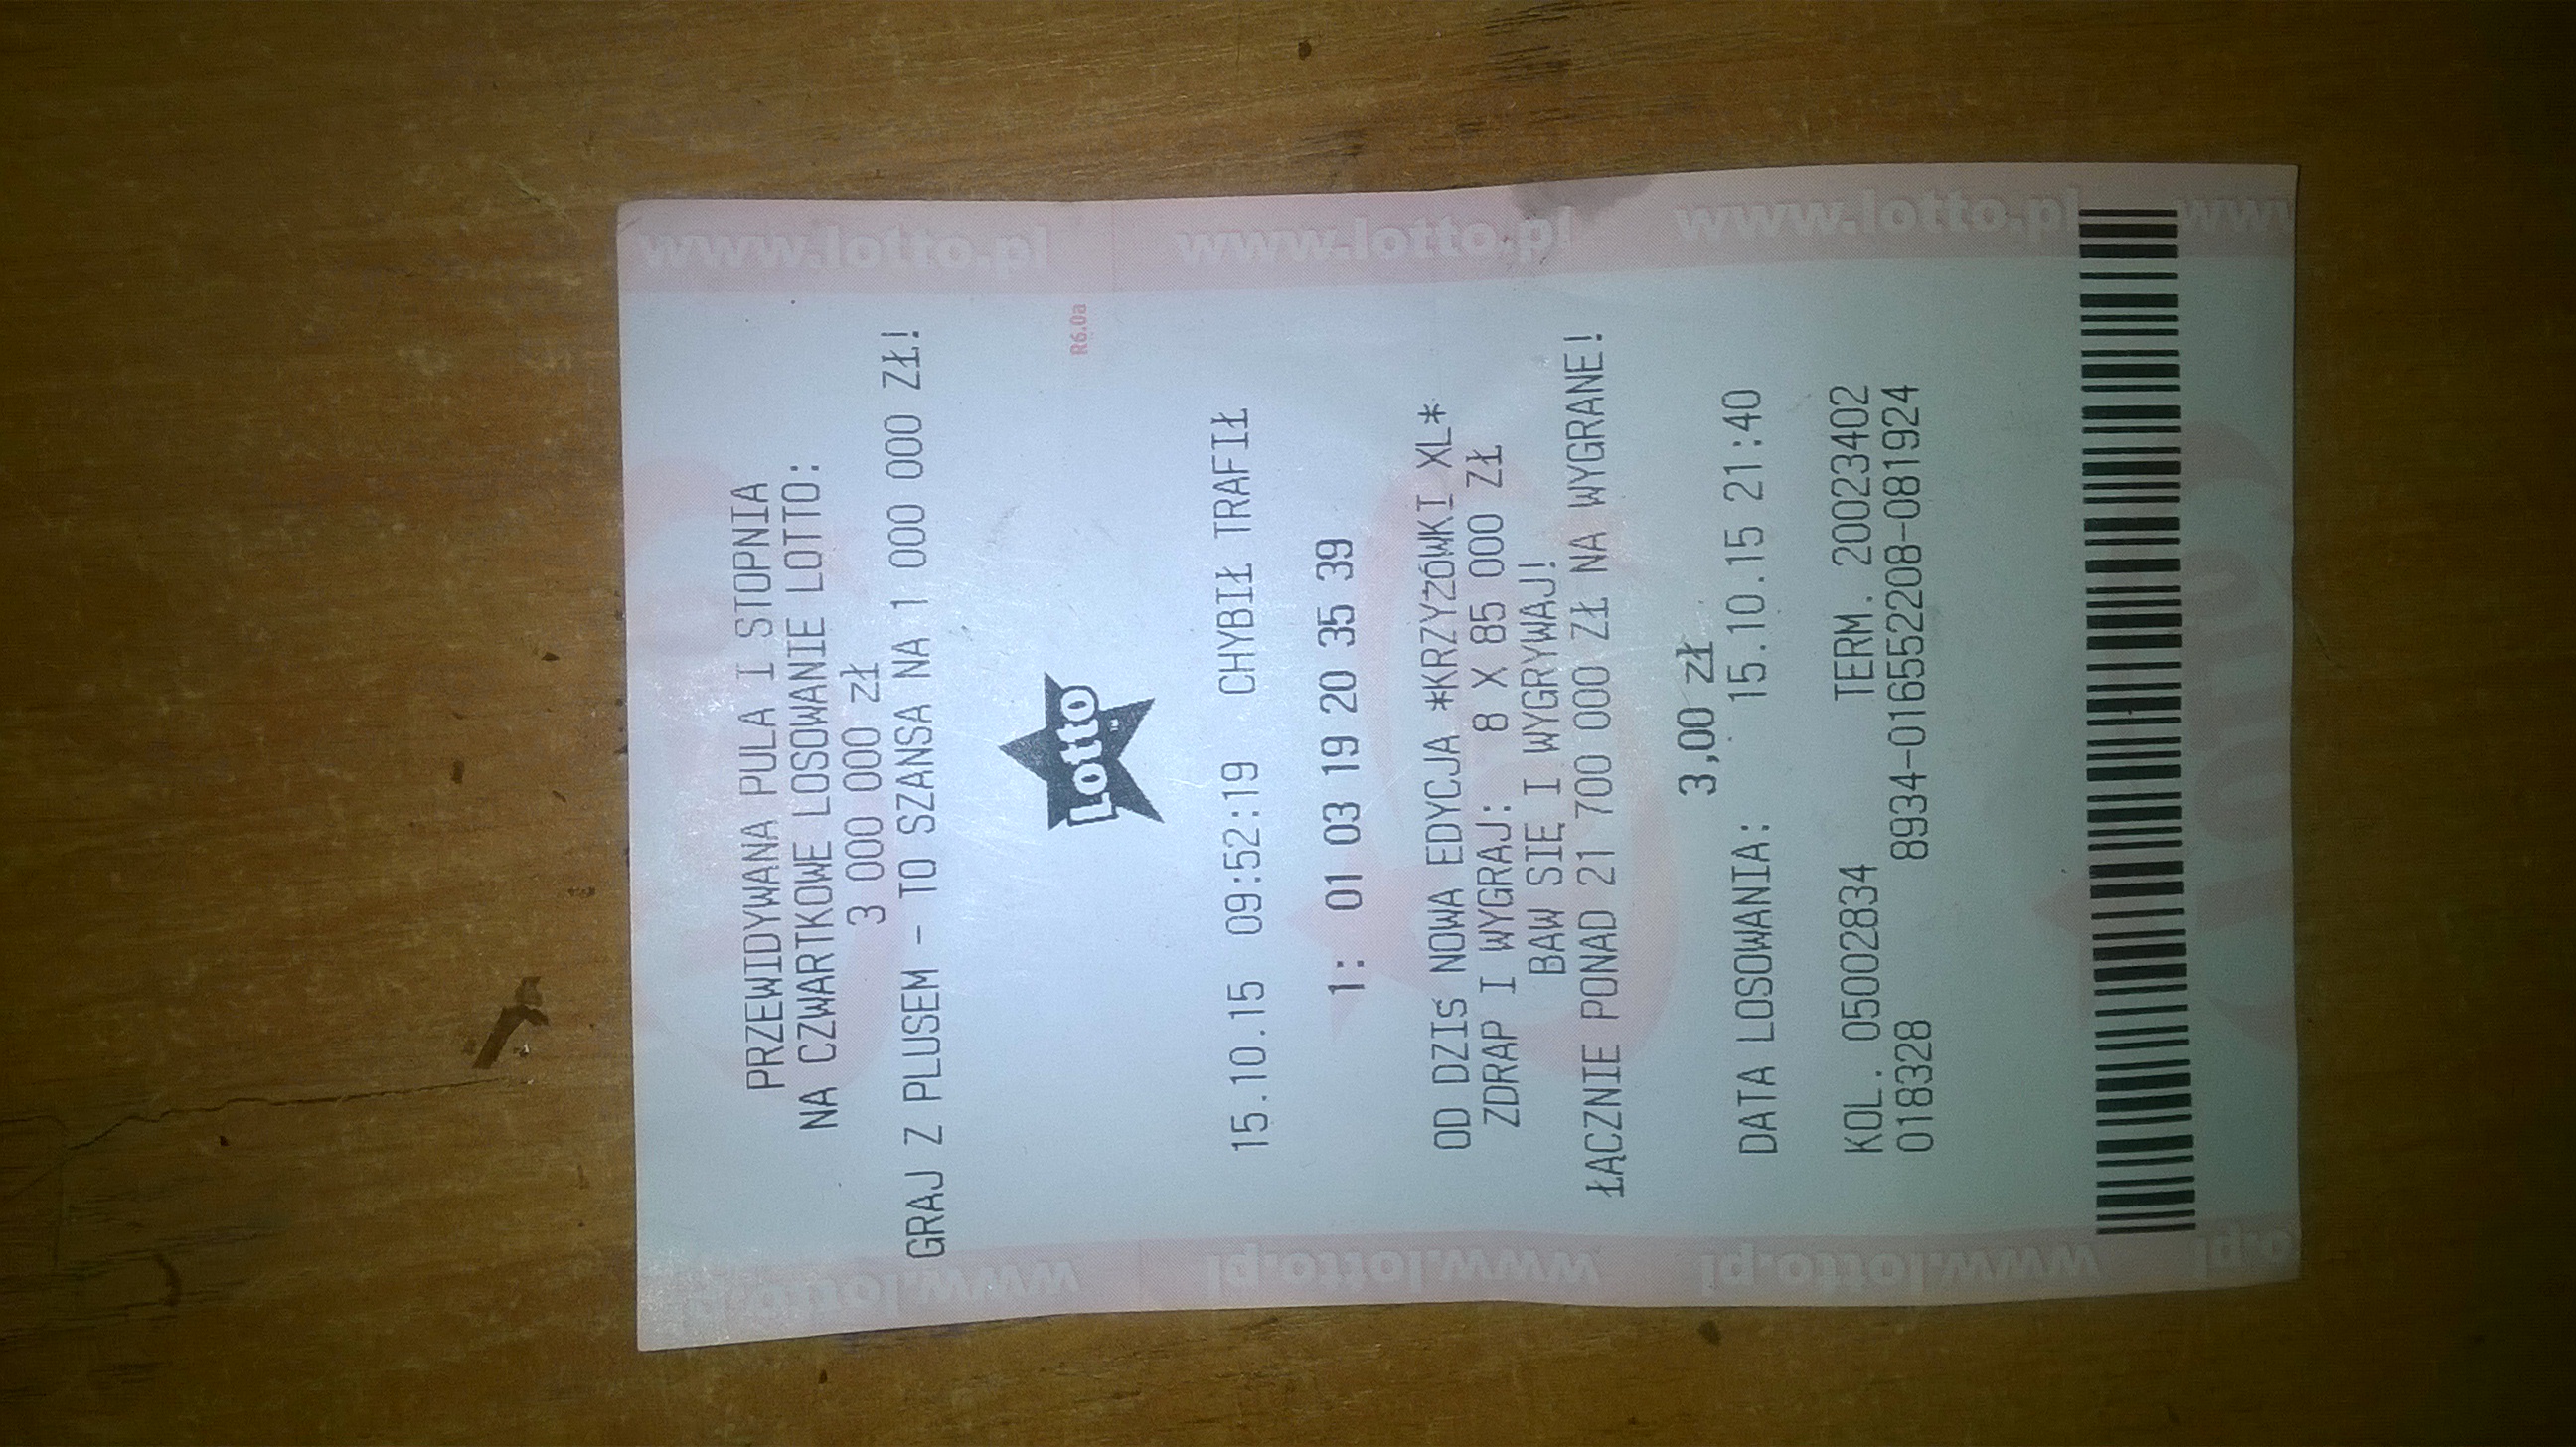 PRZEWIDYWANA PULA I STOPNIA
NA CZWARTKOWE LOSOWANIE LOTTO:
3 000 000 zł
GRAJ Z PLUSEM - TO SZANSA NA 1 000 000 ZŁ!
R6.0a
Lotto
15.10.15 09:52:19 CHYBIŁ TRAFIŁ
1: 01 03 19 20 35 39
OD DZIŚ NOWA EDYCJA *KRZYŻÓWKI XL*
ZDRAP I WYGRAJ: 8 X 85 000 ZŁ
BAW SIĘ I WYGRYWAJ!
ŁĄCZNIE PONAD 21 700 000 ZŁ NA WYGRANE!
3,00 zł
DATA LOSOWANIA: 15.10.15 21:40
KOL. 05002834 TERM. 20023402
018328 8934-016552208-081924
www.lotto.pl www.lotto.pl www.lotto.pl www
www.lotto.pl www.lotto.pl www.lotto.pl o.pl